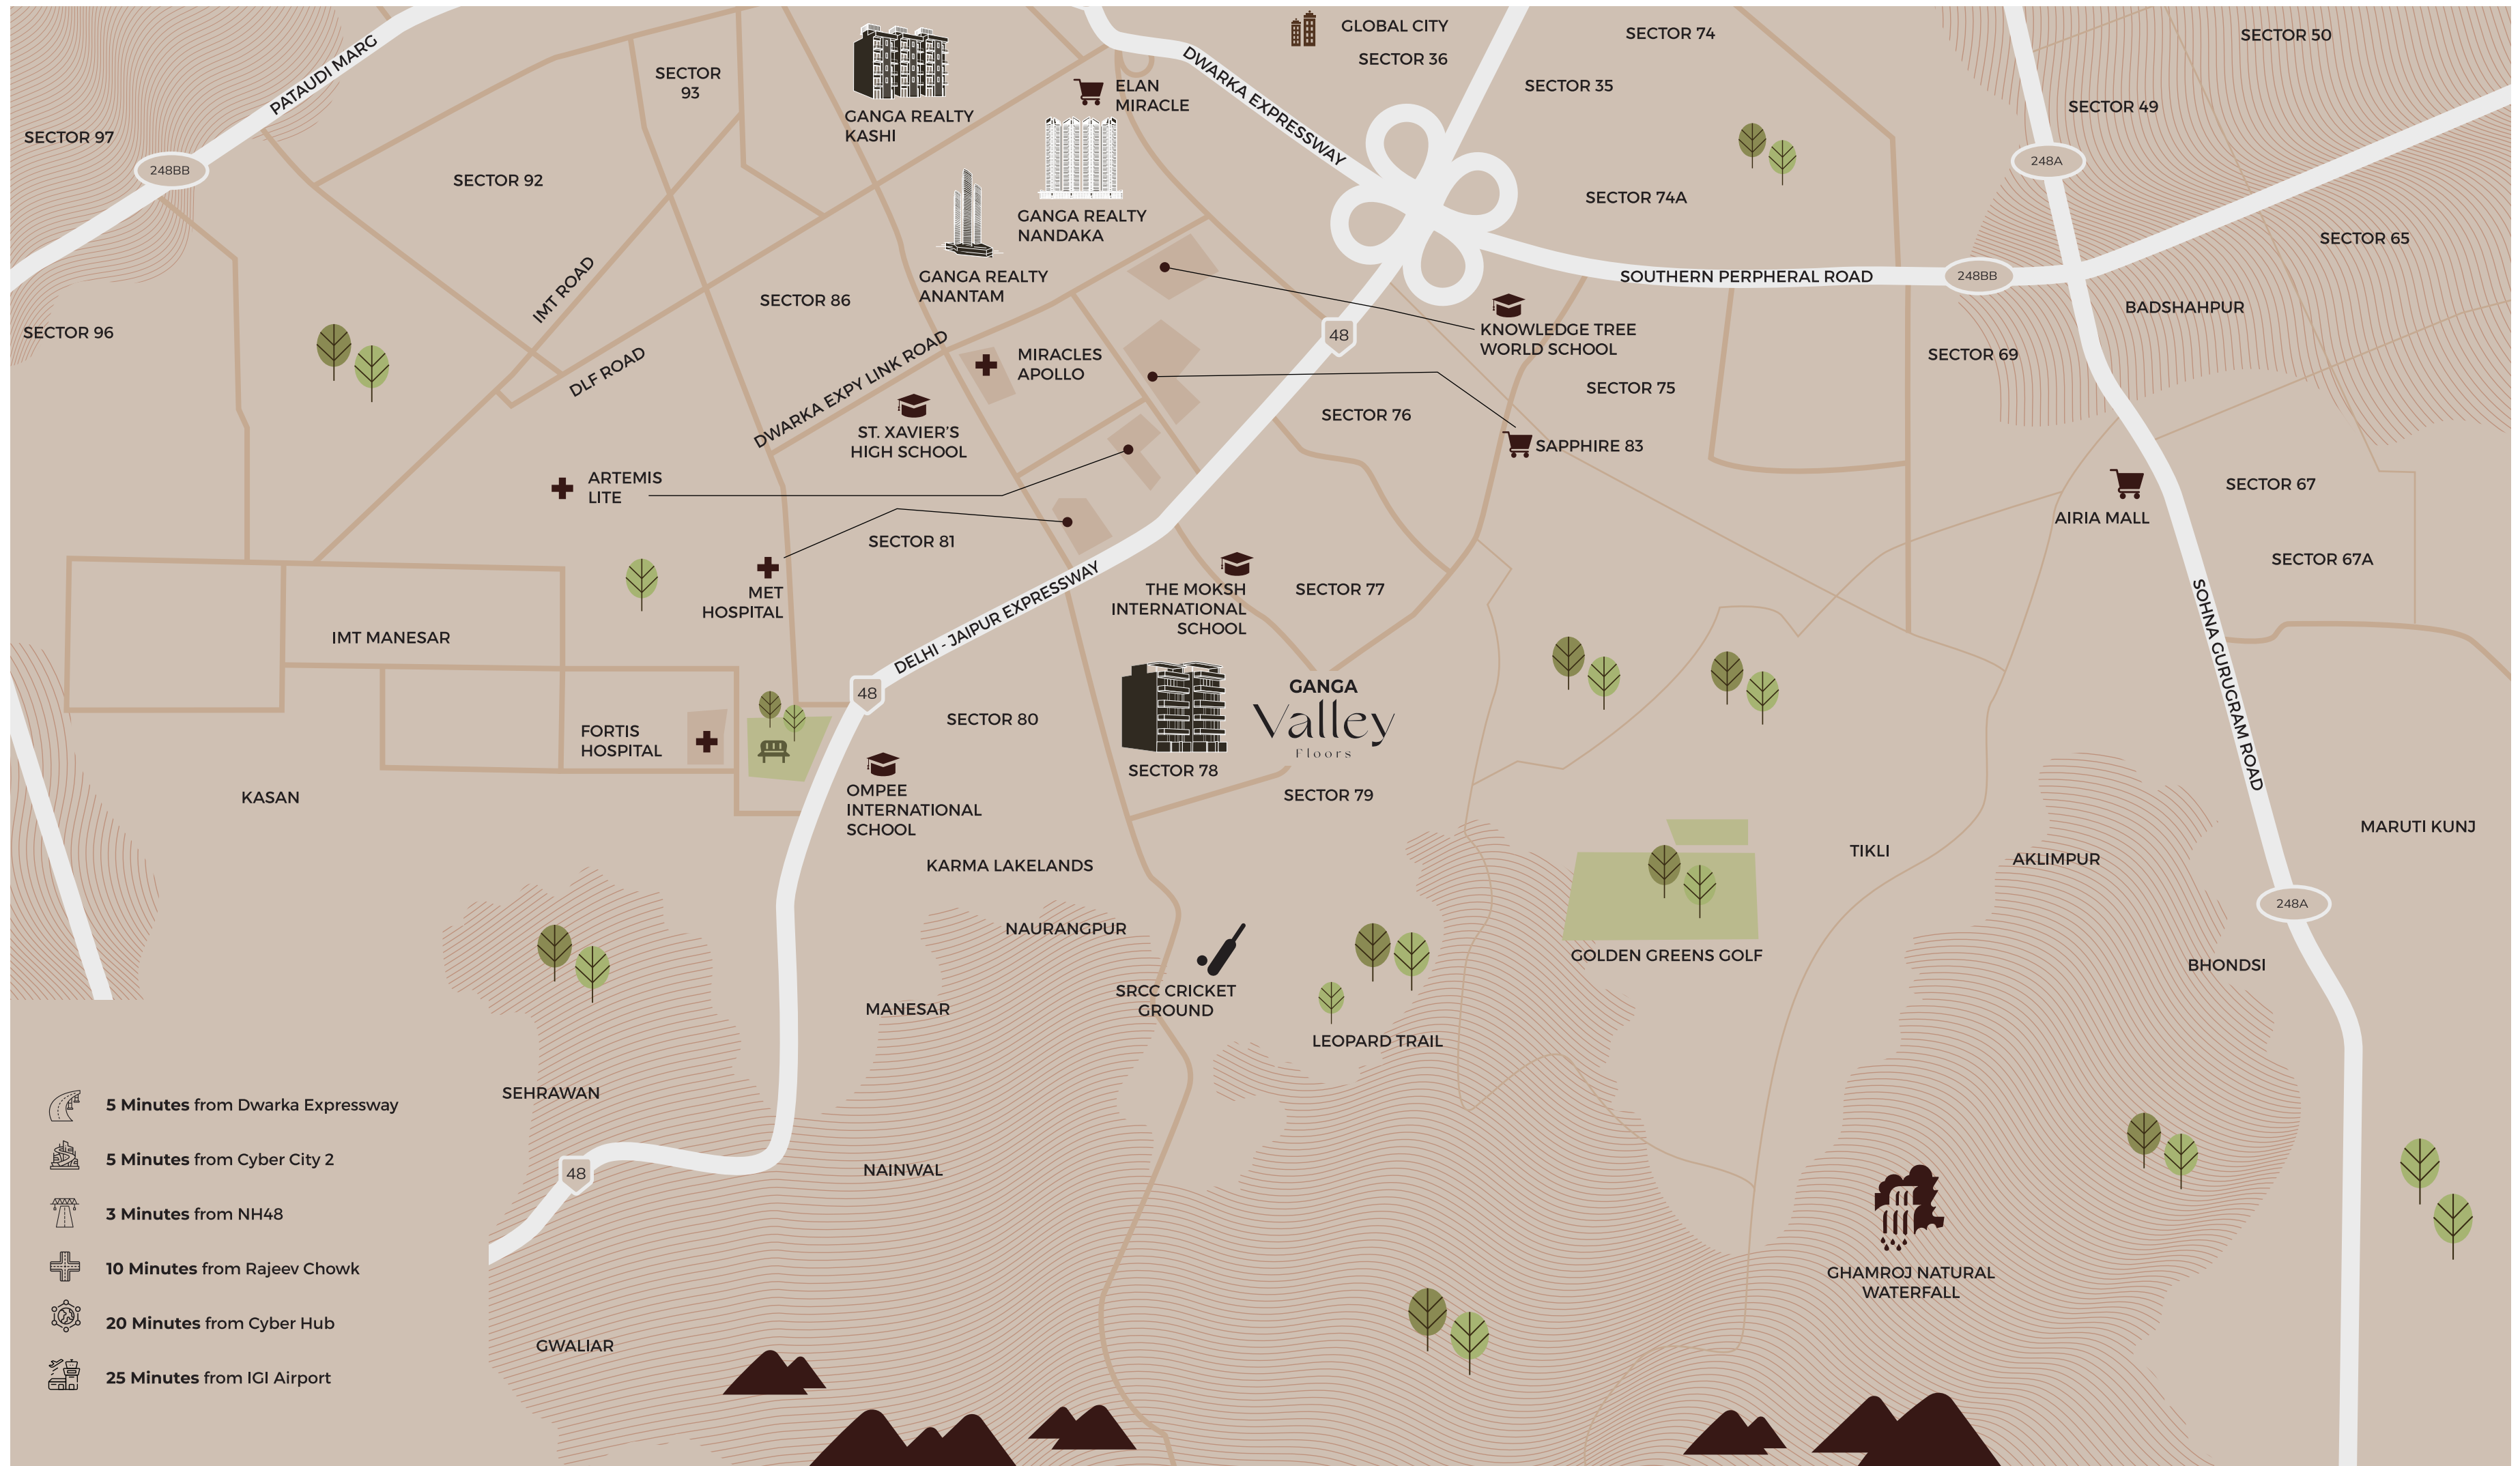 PATAUDI MARG
SECTOR 97
248BB
SECTOR
93
SECTOR 92
GANGA REALTY
KASHI
ELAN
MIRACLE
GANGA REALTY
NANDAKA
GANGA REALTY
ANANTAM
DWARKA EXPRESSWAY
GLOBAL CITY
SECTOR 36
SECTOR 74
SECTOR 35
SECTOR 74A
SECTOR 50
SECTOR 49
248A
SECTOR 65
SOUTHERN PERPHERAL ROAD
248BB
BADSHAHPUR
SECTOR 96
IMT ROAD
DLF ROAD
SECTOR 86
DWARKA EXPY LINK ROAD
MIRACLES
APOLLO
48
KNOWLEDGE TREE
WORLD SCHOOL
SECTOR 69
SECTOR 75
SECTOR 76
SAPPHIRE 83
ST. XAVIER’S
HIGH SCHOOL
ARTEMIS
LITE
SECTOR 67
AIRIA MALL
SECTOR 81
SECTOR 67A
MET
HOSPITAL
DELHI - JAIPUR EXPRESSWAY
THE MOKSH
INTERNATIONAL
SCHOOL
SECTOR 77
SOHNA GURUGRAM ROAD
IMT MANESAR
48
GANGA
Valley
Floors
SECTOR 80
FORTIS
HOSPITAL
SECTOR 78
SECTOR 79
KASAN
OMPEE
INTERNATIONAL
SCHOOL
MARUTI KUNJ
TIKLI
AKLIMPUR
KARMA LAKELANDS
248A
NAURANGPUR
GOLDEN GREENS GOLF
BHONDSI
SRCC CRICKET
GROUND
MANESAR
LEOPARD TRAIL
SEHRAWAN
48
NAINWAL
GHAMROJ NATURAL
WATERFALL
GWALIAR
5 Minutes from Dwarka Expressway
5 Minutes from Cyber City 2
3 Minutes from NH48
10 Minutes from Rajeev Chowk
20 Minutes from Cyber Hub
25 Minutes from IGI Airport